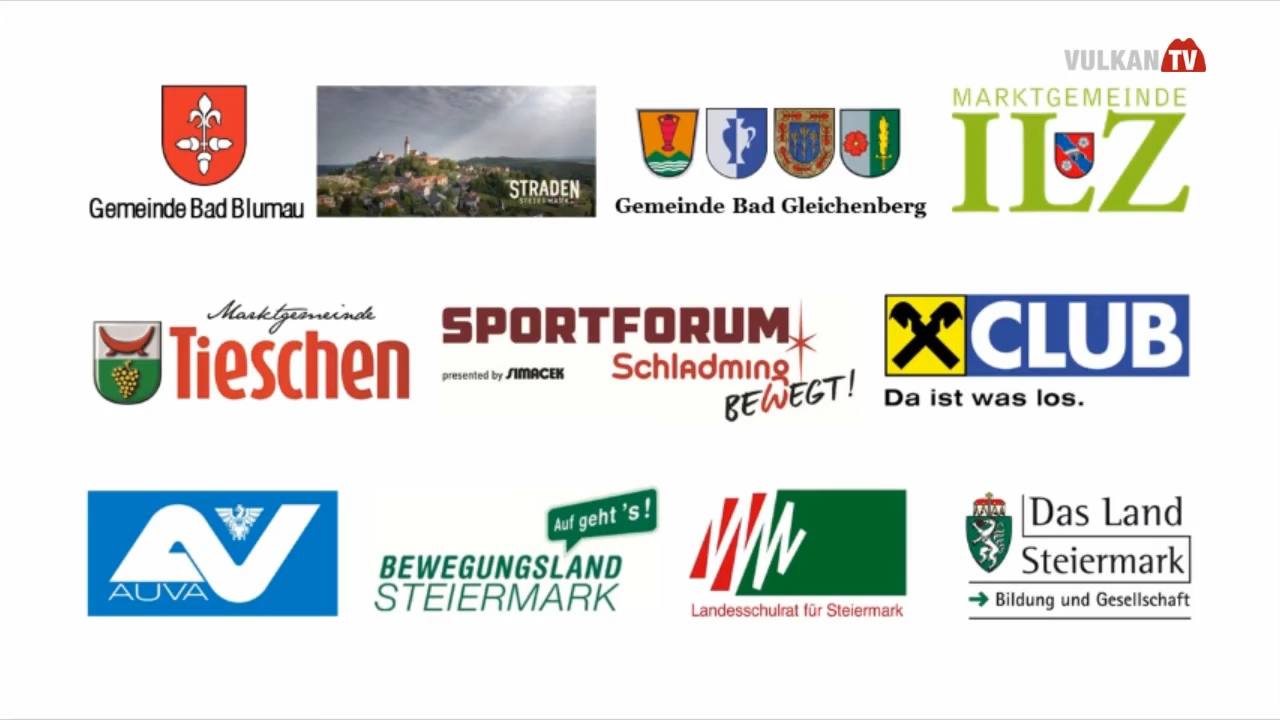 VULKAN TV
Gemeinde Bad Blumau
STRADEN
STEIERMARK
Gemeinde Bad Gleichenberg
MARKTGEMEINDE
ILZ
Marktgemeinde
Tieschen
SPORTFORUM
Schladming
presented by SIMACEK
BEWEGT!
CLUB
Da ist was los.
AUVA
Auf geht's!
BEWEGUNGSLAND
STEIERMARK
Landesschulrat für Steiermark
Das Land
Steiermark
Bildung und Gesellschaft